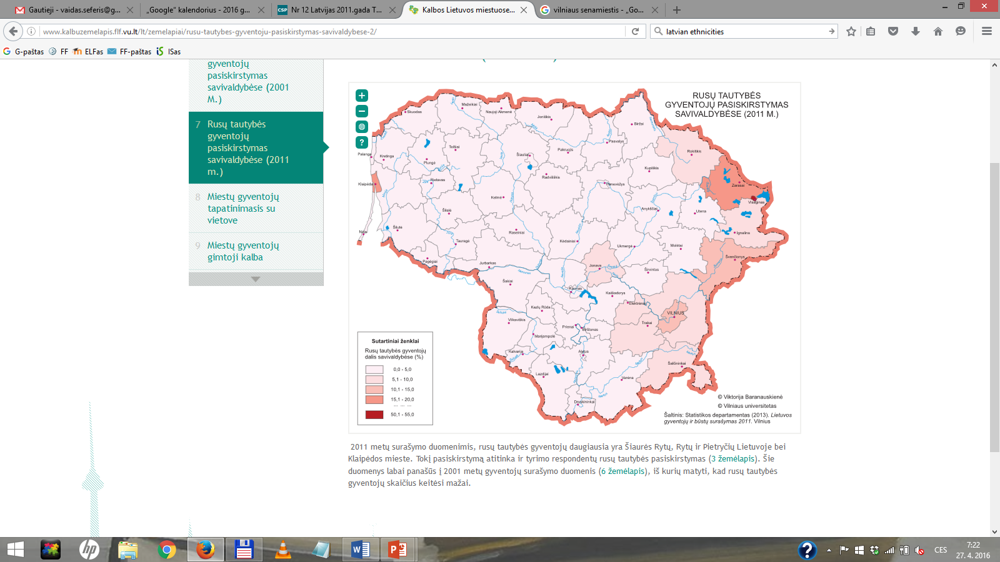 Gautieji - vaidas.seferis@g...
„Google“ kalendorius - 2016 g...
CSP Nr 12 Latvijas 2011.gada T...
Kalbos Lietuvos miestuose...
vilniaus senamiestis - „Go...
www.kalbuzemelapis.flf.vu.lt/lt/zemelapiai/rusu-tautybes-gyventoju-pasiskirstymas-savivaldybese-2/
latvian ethnicities
G-paštas FF ELFas FF-paštas ISas
gyventojų
pasiskirstymas
savivaldybėse (2001
M.)
7 Rusų tautybės
gyventojų
pasiskirstymas
savivaldybėse (2011
m.)
8 Miestų gyventojų
tapatinimasis su
vietove
9 Miestų gyventojų
gimtoji kalba
+
−
?
RUSŲ TAUTYBĖS
GYVENTOJŲ PASISKIRSTYMAS
SAVIVALDYBĖSE (2011 M.)
Skuodas
Mažeikiai
Naujoji Akmenė
Joniškis
Biržai
Pasvalys
Rokiškis
Palanga
Kretinga
Telšiai
Plungė
Šiauliai
Pakruojis
Kupiškis
Radviliškis
Klaipėda
Rietavas
Panevėžys
Zarasai
Kelmė
Visaginas
Anykščiai
Utena
Šilalė
Šilutė
Nida
Raseiniai
Ignalina
Tauragė
Kėdainiai
Ukmergė
Molėtai
Pagėgiai
Jurbarkas
Jonava
Širvintos
Švenčionys
Šakiai
Kaunas
Kaišiadorys
Kazlų Rūda
Elektrėnai
VILNIUS
Vilkaviškis
Prienai
Birštonas
Trakai
Marijampolė
Kalvarija
Alytus
Šalčininkai
Lazdijai
Varėna
Druskininkai
Sutartiniai ženklai
Rusų tautybės gyventojų
dalis savivaldybėse (%)
0,0 - 5,0
5,1 - 10,0
10,1 - 15,0
15,1 - 20,0
... ... ...
50,1 - 55,0
© Viktorija Baranauskienė
© Vilniaus universitetas
Šaltinis: Statistikos departamentas (2013). Lietuvos
gyventojų ir būstų surašymas 2011. Vilnius
2011 metų surašymo duomenimis, rusų tautybės gyventojų daugiausia yra Šiaurės Rytų, Rytų ir Pietryčių Lietuvoje bei
Klaipėdos mieste. Tokį pasiskirstymą atitinka ir tyrimo respondentų rusų tautybės pasiskirstymas (3 žemėlapis). Šie
duomenys labai panašūs į 2001 metų gyventojų surašymo duomenis (6 žemėlapis), iš kurių matyti, kad rusų tautybės
gyventojų skaičius keitėsi mažai.
CES
7:22
27. 4. 2016